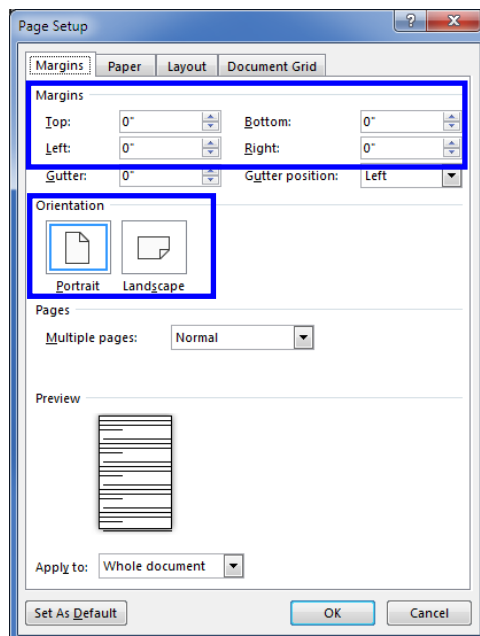 Page Setup
Margins Paper Layout Document Grid
Margins
Top: 0" Bottom: 0"
Left: 0" Right: 0"
Gutter: 0" Gutter position: Left
Orientation
Portrait Landscape
Pages
Multiple pages: Normal
Preview
Apply to: Whole document
Set As Default OK Cancel